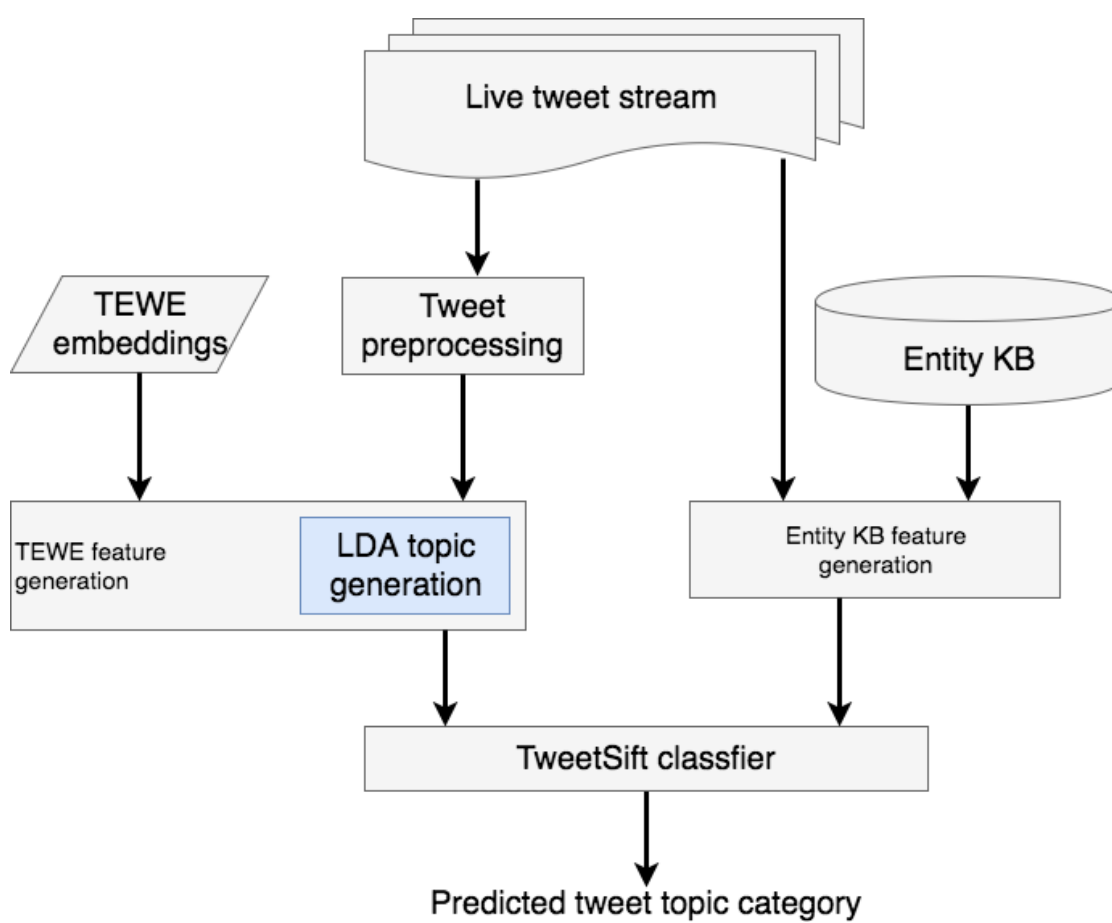 Live tweet stream
TEWE
embeddings
Tweet
preprocessing
Entity KB
TEWE feature
generation
LDA topic
generation
Entity KB feature
generation
TweetSift classfier
Predicted tweet topic category